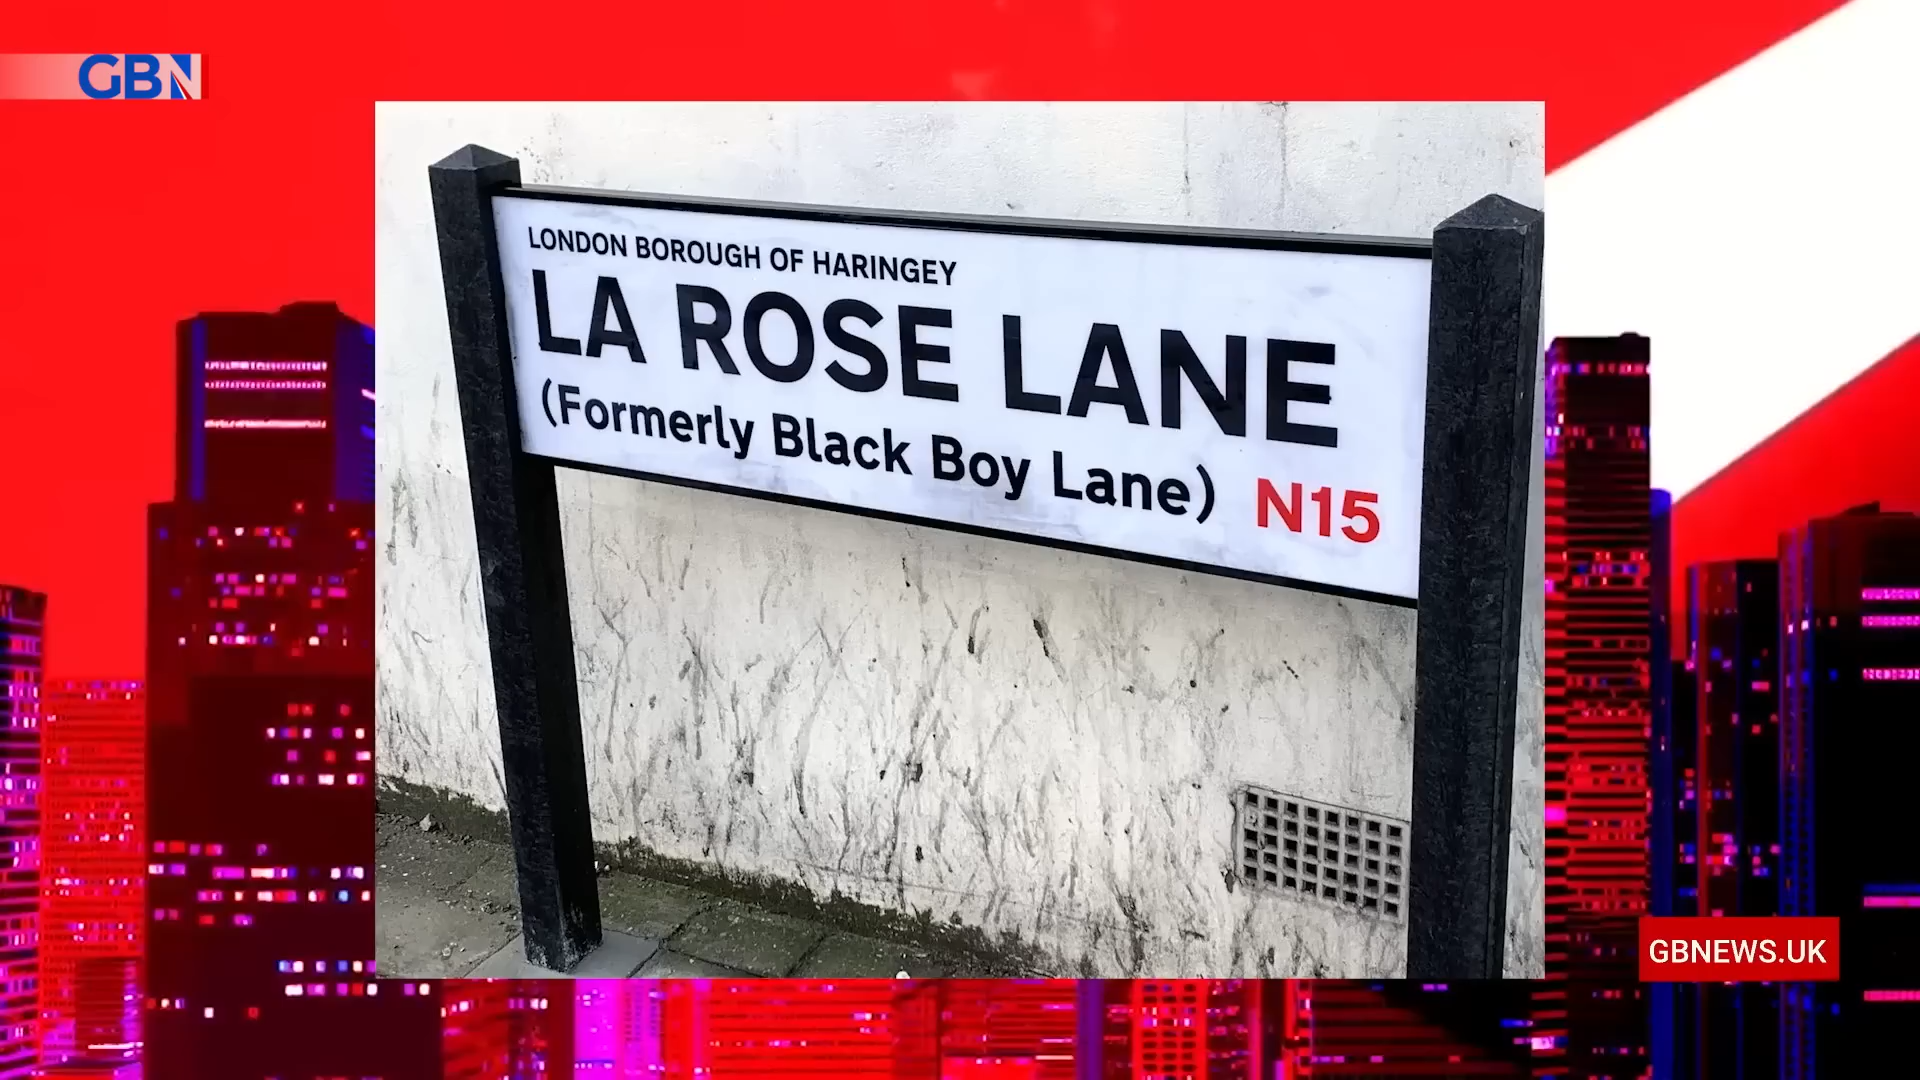 GBN
LONDON BOROUGH OF HARINGEY
LA ROSE LANE
(Formerly Black Boy Lane) N15
GBNEWS.UK